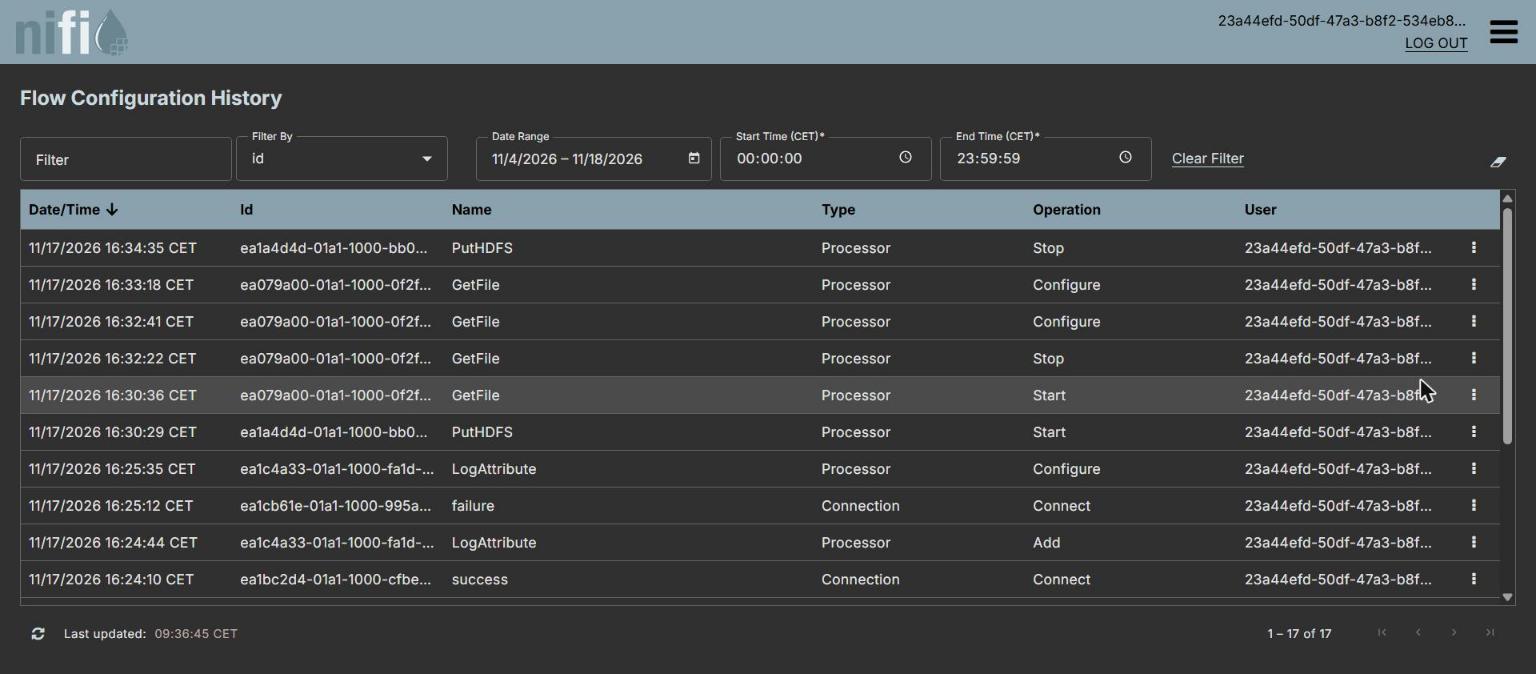 nifi
23a44efd-50df-47a3-b8f2-534eb8...
LOG OUT
Flow Configuration History
Filter
Filter By
id
Date Range
11/4/2026 – 11/18/2026
Start Time (CET)*
00:00:00
End Time (CET)*
23:59:59
Clear Filter
Date/Time Id Name Type Operation User
11/17/2026 16:34:35 CET ea1a4d4d-01a1-1000-bb0... PutHDFS Processor Stop 23a44efd-50df-47a3-b8f...
11/17/2026 16:33:18 CET ea079a00-01a1-1000-0f2f... GetFile Processor Configure 23a44efd-50df-47a3-b8f...
11/17/2026 16:32:41 CET ea079a00-01a1-1000-0f2f... GetFile Processor Configure 23a44efd-50df-47a3-b8f...
11/17/2026 16:32:22 CET ea079a00-01a1-1000-0f2f... GetFile Processor Stop 23a44efd-50df-47a3-b8f...
11/17/2026 16:30:36 CET ea079a00-01a1-1000-0f2f... GetFile Processor Start 23a44efd-50df-47a3-b8f...
11/17/2026 16:30:29 CET ea1a4d4d-01a1-1000-bb0... PutHDFS Processor Start 23a44efd-50df-47a3-b8f...
11/17/2026 16:25:35 CET ea1c4a33-01a1-1000-fa1d-... LogAttribute Processor Configure 23a44efd-50df-47a3-b8f...
11/17/2026 16:25:12 CET ea1cb61e-01a1-1000-995a... failure Connection Connect 23a44efd-50df-47a3-b8f...
11/17/2026 16:24:44 CET ea1c4a33-01a1-1000-fa1d-... LogAttribute Processor Add 23a44efd-50df-47a3-b8f...
11/17/2026 16:24:10 CET ea1bc2d4-01a1-1000-cfbe... success Connection Connect 23a44efd-50df-47a3-b8f...
Last updated: 09:36:45 CET
1 – 17 of 17